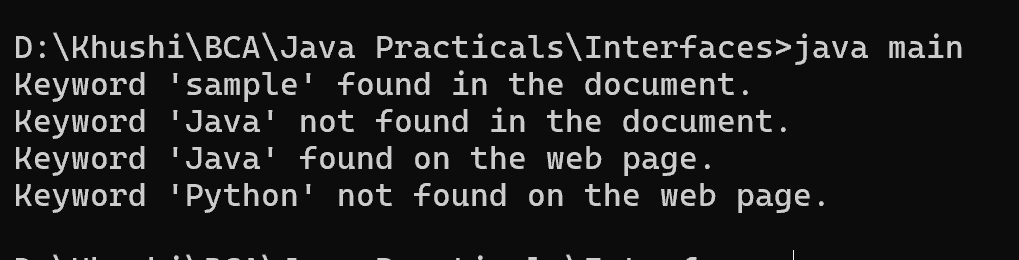 D:\Khushi\BCA\Java Practicals\Interfaces>java main
Keyword 'sample' found in the document.
Keyword 'Java' not found in the document.
Keyword 'Java' found on the web page.
Keyword 'Python' not found on the web page.